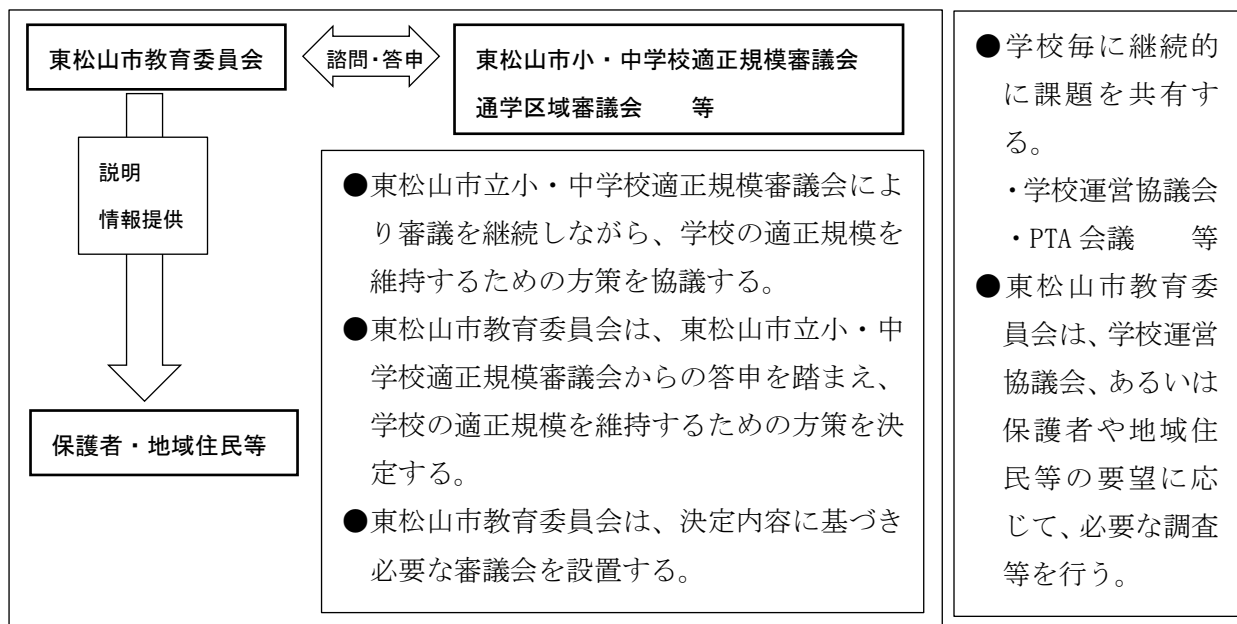 東松山市教育委員会
諮問・答申
東松山市小・中学校適正規模審議会
通学区域審議会　　等
説明
情報提供
保護者・地域住民等
●東松山市立小・中学校適正規模審議会によ
り審議を継続しながら、学校の適正規模を
維持するための方策を協議する。
●東松山市教育委員会は、東松山市立小・中
学校適正規模審議会からの答申を踏まえ、
学校の適正規模を維持するための方策を決
定する。
●東松山市教育委員会は、決定内容に基づき
必要な審議会を設置する。
●学校毎に継続的
に課題を共有す
る。
・学校運営協議会
・PTA 会議　　等
●東松山市教育委
員会は、学校運営
協議会、あるいは
保護者や地域住
民等の要望に応
じて、必要な調査
等を行う。